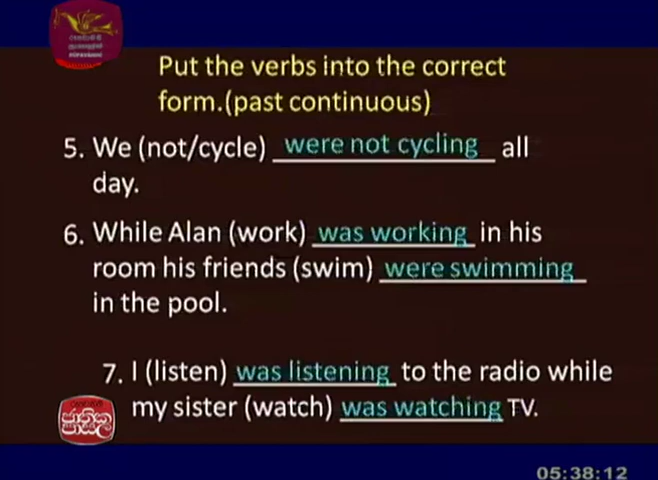 Put the verbs into the correct
form.(past continuous)
5. We (not/cycle) were not cycling all
day.
6. While Alan (work) was working in his
room his friends (swim) were swimming
in the pool.
7. I (listen) was listening to the radio while
my sister (watch) was watching TV.
05:38:12